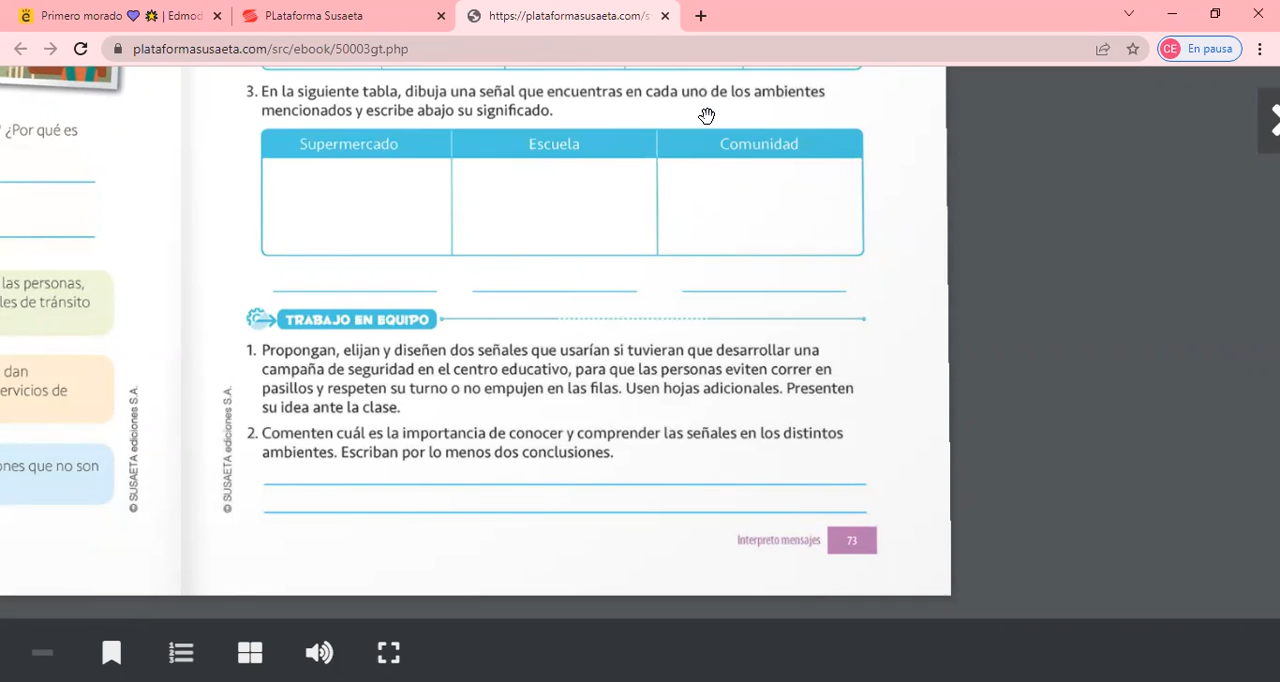 Primero morado 💜 | Edmod
PLataforma Susaeta
https://plataformasusaeta.com/s
plataformasusaeta.com/src/ebook/50003gt.php
CE En pausa
? ¿Por qué es
las personas,
les de tránsito
dan
ervicios de
ones que no son
© SUSAETA ediciones S.A.
© SUSAETA ediciones S.A.
3. En la siguiente tabla, dibuja una señal que encuentras en cada uno de los ambientes
mencionados y escribe abajo su significado.
Supermercado Escuela Comunidad
TRABAJO EN EQUIPO
1. Propongan, elijan y diseñen dos señales que usarían si tuvieran que desarrollar una
campaña de seguridad en el centro educativo, para que las personas eviten correr en
pasillos y respeten su turno o no empujen en las filas. Usen hojas adicionales. Presenten
su idea ante la clase.
2. Comenten cuál es la importancia de conocer y comprender las señales en los distintos
ambientes. Escriban por lo menos dos conclusiones.
Interpreto mensajes 73